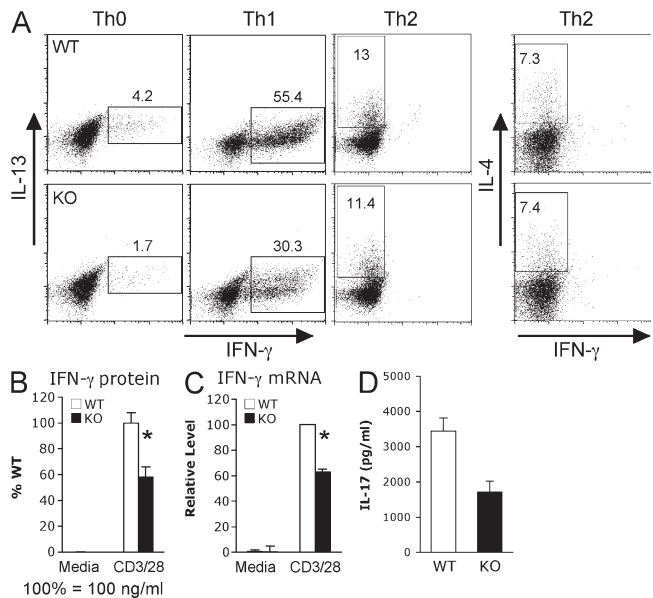 A
Th0 Th1 Th2 Th2
WT
4.2 55.4 13 7.3
IL-13
IL-4
KO
1.7 30.3 11.4 7.4
IFN-γ IFN-γ
B IFN-γ protein
WT
KO
*
% WT
120
100
80
60
40
20
0
Media CD3/28
100% = 100 ng/ml
C IFN-γ mRNA
WT
KO
*
Relative Level
120
100
80
60
40
20
0
Media CD3/28
D
IL-17 (pg/ml)
5000
4000
3000
2000
1000
0
WT KO